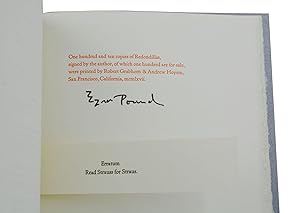 One hundred and ten copies of Redondillas,
signed by the author, of which one hundred are for sale,
were printed by Robert Grabhorn & Andrew Hoyem,
San Francisco, California, mcmlxvii.
Ezra Pound
Erratum
Read Strauss for Straus.